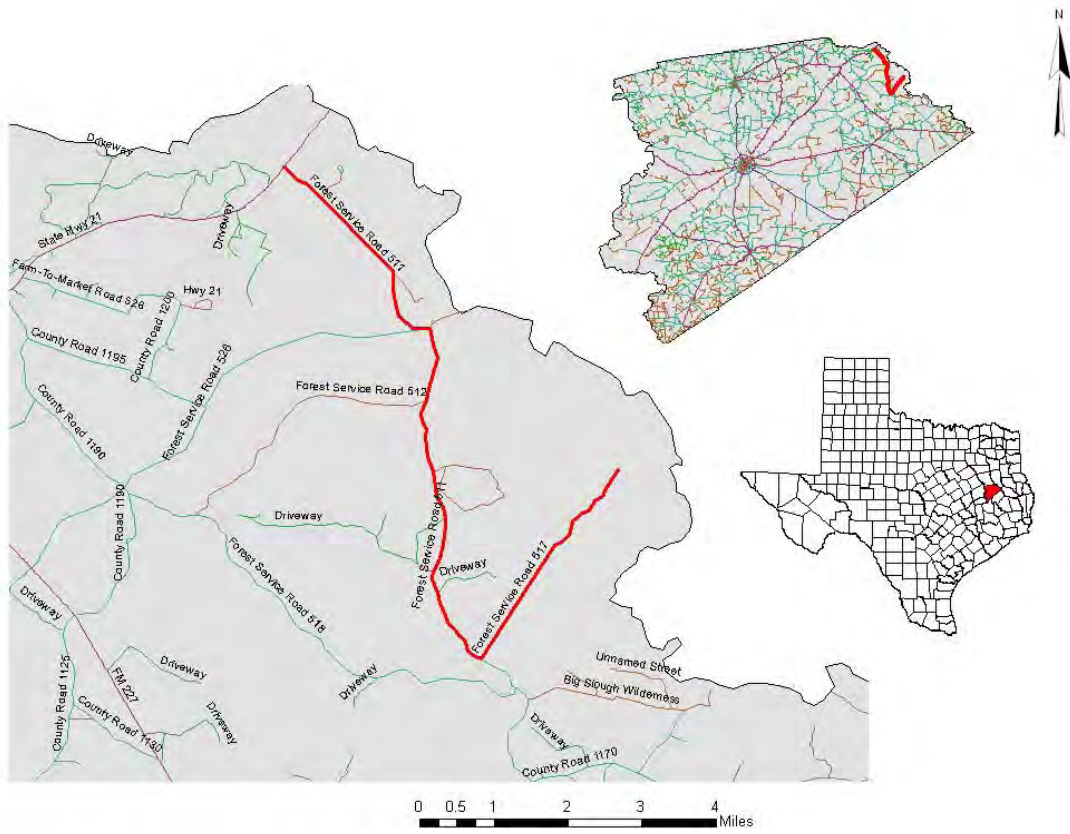 N
Driveway
State Hwy 21
Driveway
Forest Service Road 511
Farm-To-Market Road 526
Hwy 21
County Road 1200
County Road 1195
Forest Service Road 526
Forest Service Road 512
County Road 1190
County Road 1190
Driveway
Forest Service Road 511
Driveway
Forest Service Road 517
Forest Service Road 518
Driveway
Driveway
Driveway
Unnamed Street
Big Slough Wilderness
County Road 1125
FM 227
County Road 1130
Driveway
Driveway
County Road 1170
0 0.5 1 2 3 4
Miles